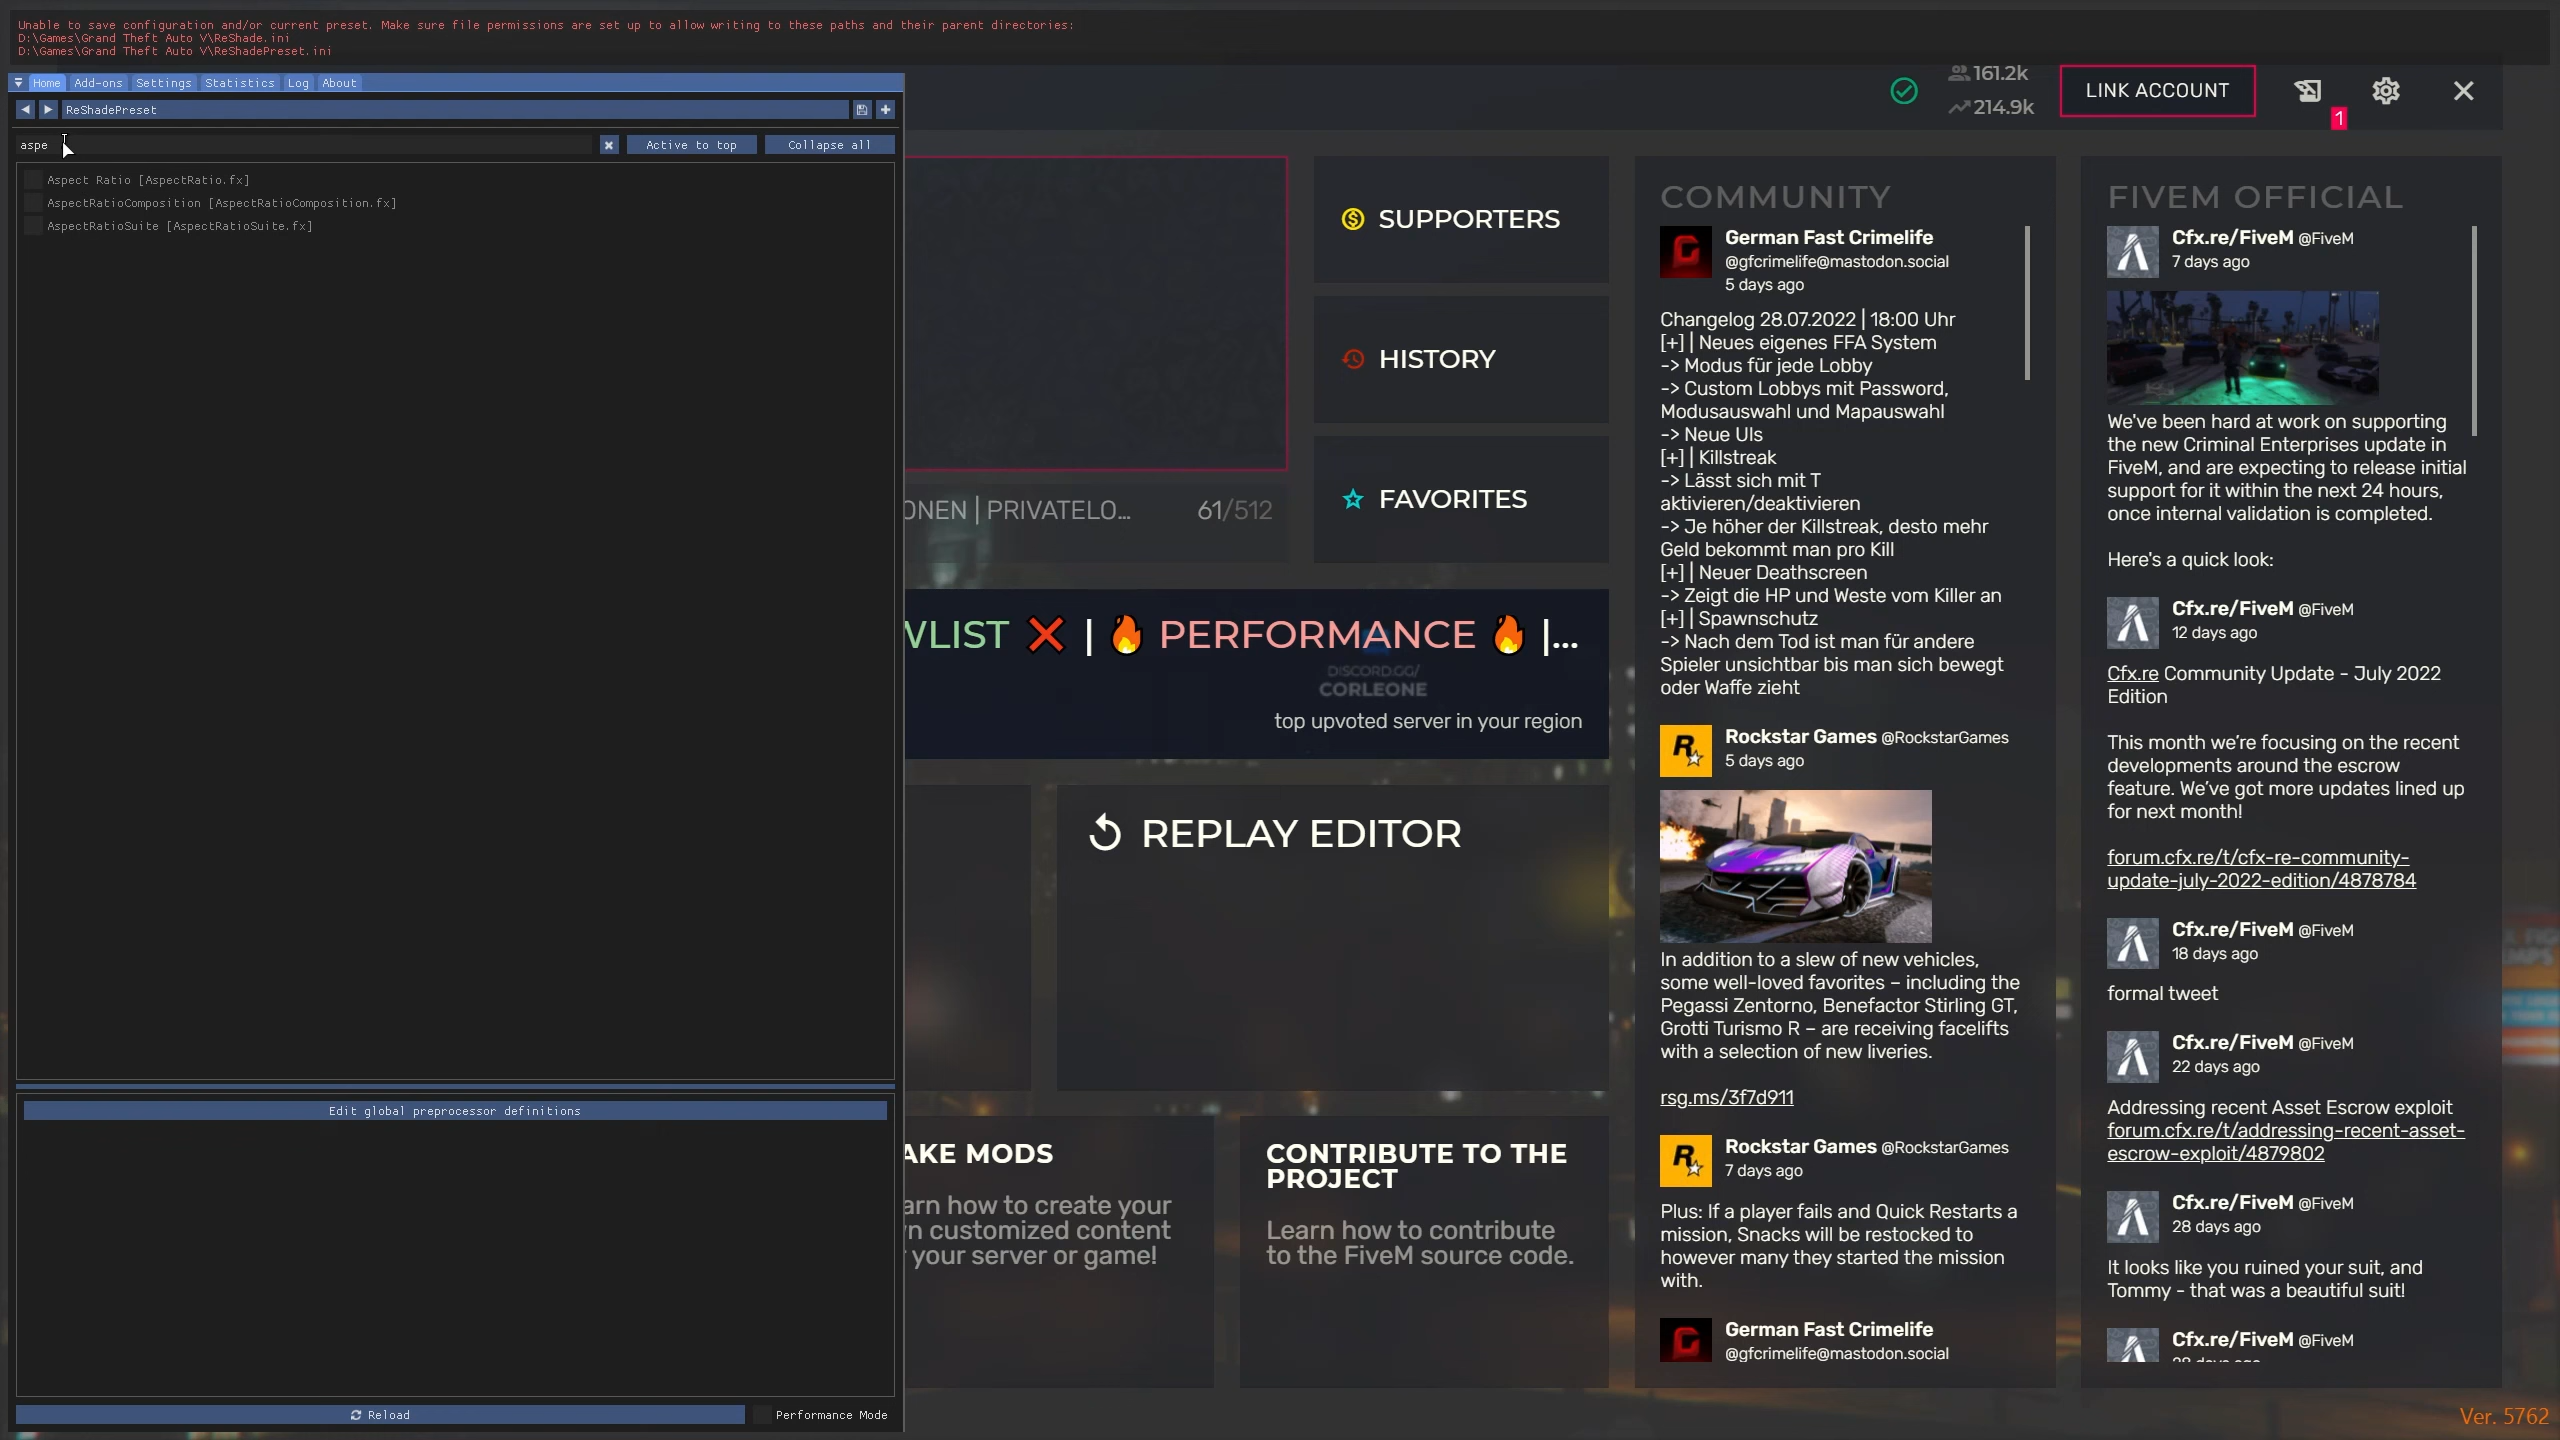 Unable to save configuration and/or current preset. Make sure file permissions are set up to allow writing to these paths and their parent directories:
D:\Games\Grand Theft Auto V\ReShade.ini
D:\Games\Grand Theft Auto V\ReShadePreset.ini
Home Add-ons Settings Statistics Log About
ReShadePreset
aspe
Active to top
Collapse all
Aspect Ratio [AspectRatio.fx]
AspectRatioComposition [AspectRatioComposition.fx]
AspectRatioSuite [AspectRatioSuite.fx]
Edit global preprocessor definitions
Reload
Performance Mode
161.2k
214.9k
LINK ACCOUNT
1
ONEN | PRIVATELO...
61/512
SUPPORTERS
HISTORY
FAVORITES
WLIST ❌ | 🔥 PERFORMANCE 🔥 |...
DISCORD.GG/
CORLEONE
top upvoted server in your region
REPLAY EDITOR
AKE MODS
arn how to create your
n customized content
your server or game!
CONTRIBUTE TO THE
PROJECT
Learn how to contribute
to the FiveM source code.
COMMUNITY
German Fast Crimelife
@gfcrimelife@mastodon.social
5 days ago
Changelog 28.07.2022 | 18:00 Uhr
[+] | Neues eigenes FFA System
-> Modus für jede Lobby
-> Custom Lobbys mit Password,
Modusauswahl und Mapauswahl
-> Neue UIs
[+] | Killstreak
-> Lässt sich mit T
aktivieren/deaktivieren
-> Je höher der Killstreak, desto mehr
Geld bekommt man pro Kill
[+] | Neuer Deathscreen
-> Zeigt die HP und Weste vom Killer an
[+] | Spawnschutz
-> Nach dem Tod ist man für andere
Spieler unsichtbar bis man sich bewegt
oder Waffe zieht
Rockstar Games @RockstarGames
5 days ago
In addition to a slew of new vehicles,
some well-loved favorites – including the
Pegassi Zentorno, Benefactor Stirling GT,
Grotti Turismo R – are receiving facelifts
with a selection of new liveries.
rsg.ms/3f7d911
Rockstar Games @RockstarGames
7 days ago
Plus: If a player fails and Quick Restarts a
mission, Snacks will be restocked to
however many they started the mission
with.
German Fast Crimelife
@gfcrimelife@mastodon.social
FIVEM OFFICIAL
Cfx.re/FiveM @FiveM
7 days ago
We've been hard at work on supporting
the new Criminal Enterprises update in
FiveM, and are expecting to release initial
support for it within the next 24 hours,
once internal validation is completed.
Here's a quick look:
Cfx.re/FiveM @FiveM
12 days ago
Cfx.re Community Update - July 2022
Edition
This month we're focusing on the recent
developments around the escrow
feature. We've got more updates lined up
for next month!
forum.cfx.re/t/cfx-re-community-
update-july-2022-edition/4878784
Cfx.re/FiveM @FiveM
18 days ago
formal tweet
Cfx.re/FiveM @FiveM
22 days ago
Addressing recent Asset Escrow exploit
forum.cfx.re/t/addressing-recent-asset-
escrow-exploit/4879802
Cfx.re/FiveM @FiveM
28 days ago
It looks like you ruined your suit, and
Tommy - that was a beautiful suit!
Cfx.re/FiveM @FiveM
Ver. 5762